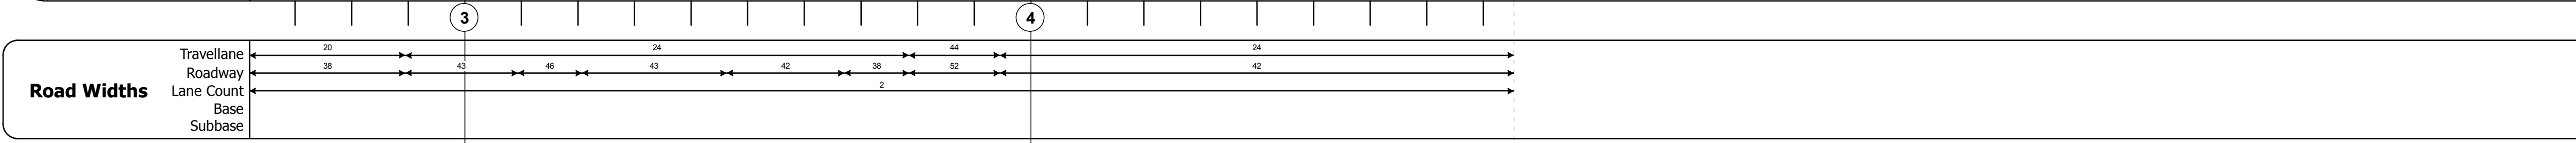 3 4
Travellane 20 24 44 24
Roadway 38 43 46 43 42 38 52 42
Road Widths Lane Count 2
Base
Subbase